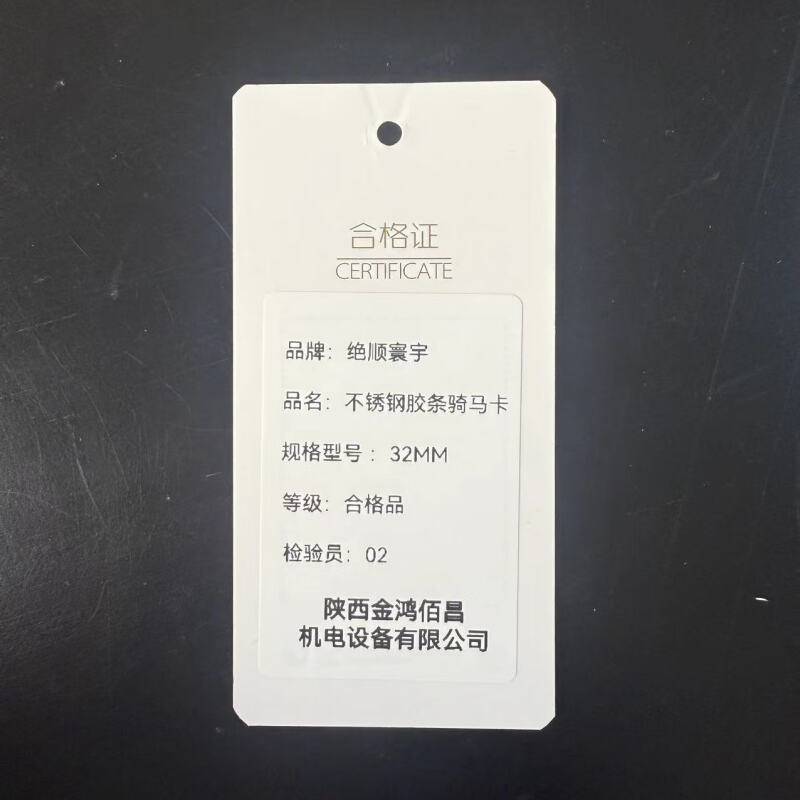 合格证
CERTIFICATE
品牌：绝顺寰宇
品名：不锈钢胶条骑马卡
规格型号：32MM
等级：合格品
检验员：02
陕西金鸿佰昌
机电设备有限公司